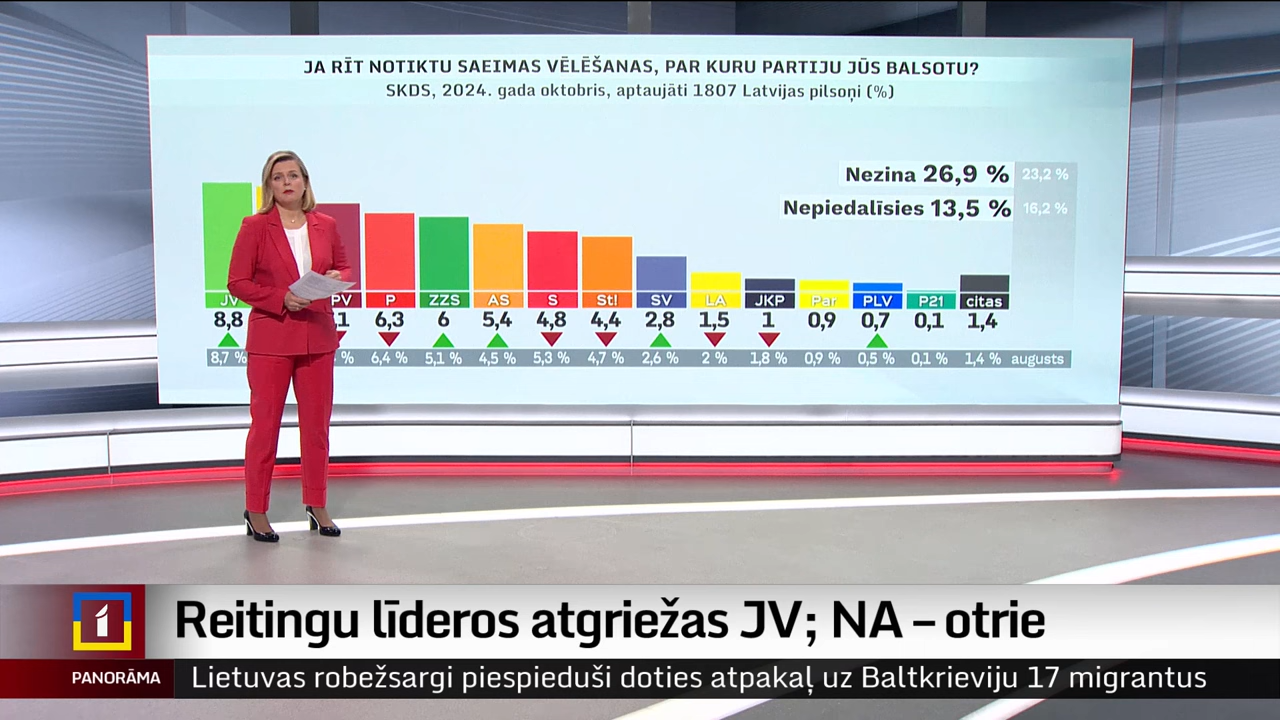 JA RĪT NOTIKTU SAEIMAS VĒLĒŠANAS, PAR KURU PARTIJU JŪS BALSOTU?
SKDS, 2024. gada oktobris, aptaujāti 1807 Latvijas pilsoņi (%)
Nezina 26,9 % 23,2 %
Nepiedalīsies 13,5 % 16,2 %
JV PV P ZZS AS S St! SV LA JKP Par PLV P21 citas
8,8 6,3 6 5,4 4,8 4,4 2,8 1,5 1 0,9 0,7 0,1 1,4
8,7 % 6,4 % 5,1 % 4,5 % 5,3 % 4,7 % 2,6 % 2 % 1,8 % 0,9 % 0,5 % 0,1 % 1,4 % augusts
1
Reitingu līderos atgriežas JV; NA – otrie
PANORĀMA
Lietuvas robežsargi piespieduši doties atpakaļ uz Baltkrieviju 17 migrantus